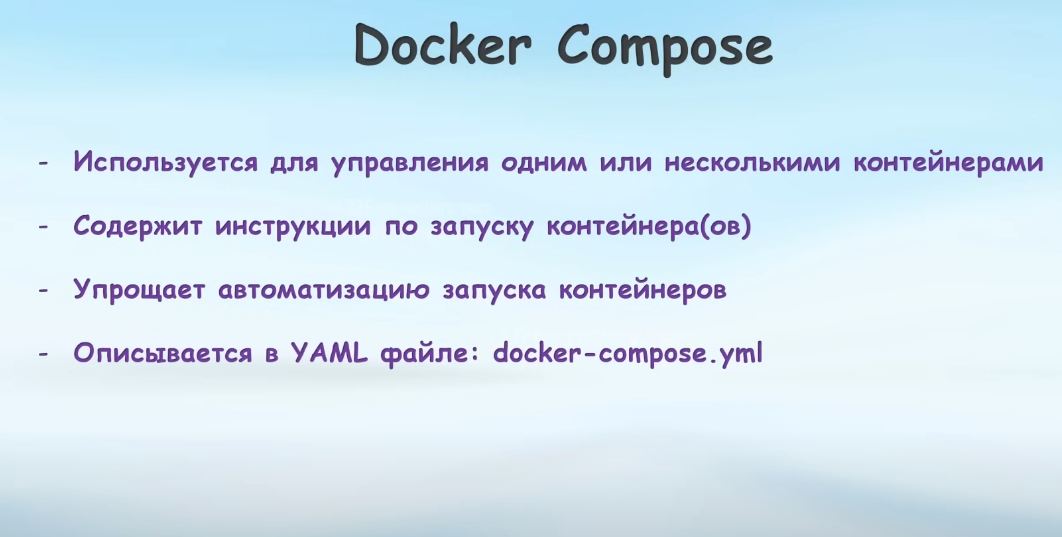 Docker Compose
- Используется для управления одним или несколькими контейнерами
- Содержит инструкции по запуску контейнера(ов)
- Упрощает автоматизацию запуска контейнеров
- Описывается в YAML файле: docker-compose.yml